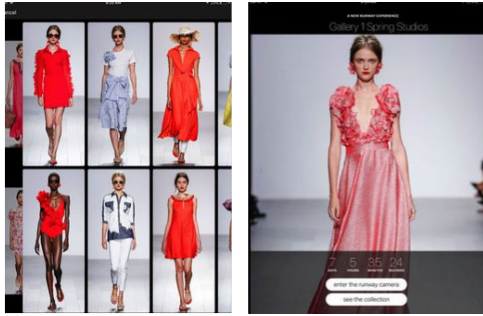 A NEW RUNWAY EXPERIENCE
Gallery 1 Spring Studios
7
5
35
24
DAYS
HOURS
MINUTES
SECONDS
enter the runway camera
see the collection